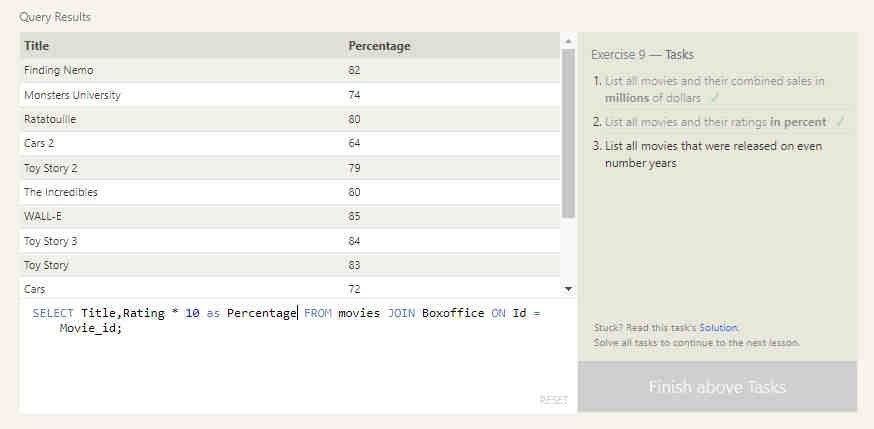 Query Results
Title Percentage
Finding Nemo 82
Monsters University 74
Ratatouille 80
Cars 2 64
Toy Story 2 79
The Incredibles 80
WALL-E 85
Toy Story 3 84
Toy Story 83
Cars 72
SELECT Title,Rating * 10 as Percentage FROM movies JOIN Boxoffice ON Id =
Movie_id;
RESET
Exercise 9 — Tasks
1. List all movies and their combined sales in
millions of dollars ✓
2. List all movies and their ratings in percent ✓
3. List all movies that were released on even
number years
Stuck? Read this task's Solution.
Solve all tasks to continue to the next lesson.
Finish above Tasks